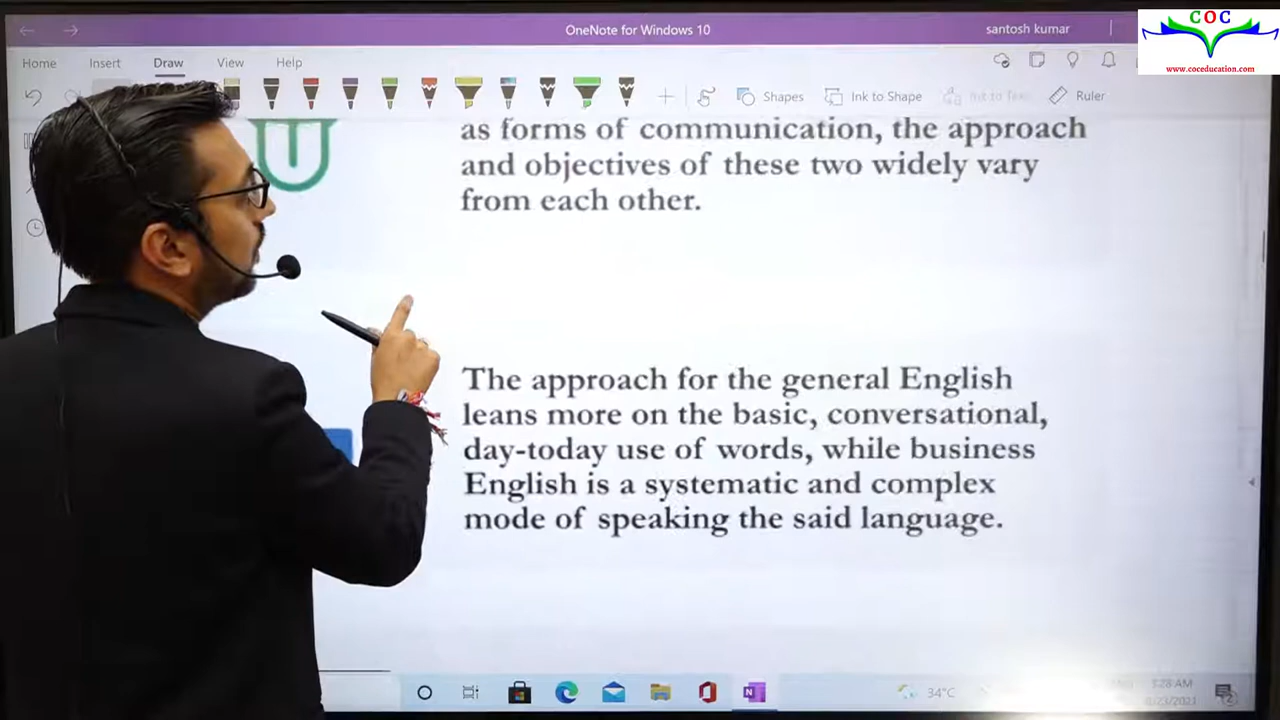 OneNote for Windows 10
santosh kumar
COC
www.coceducation.com
Home Insert Draw View Help
Shapes Ink to Shape Ink to Text Ruler
as forms of communication, the approach
and objectives of these two widely vary
from each other.
The approach for the general English
leans more on the basic, conversational,
day-today use of words, while business
English is a systematic and complex
mode of speaking the said language.
34°C